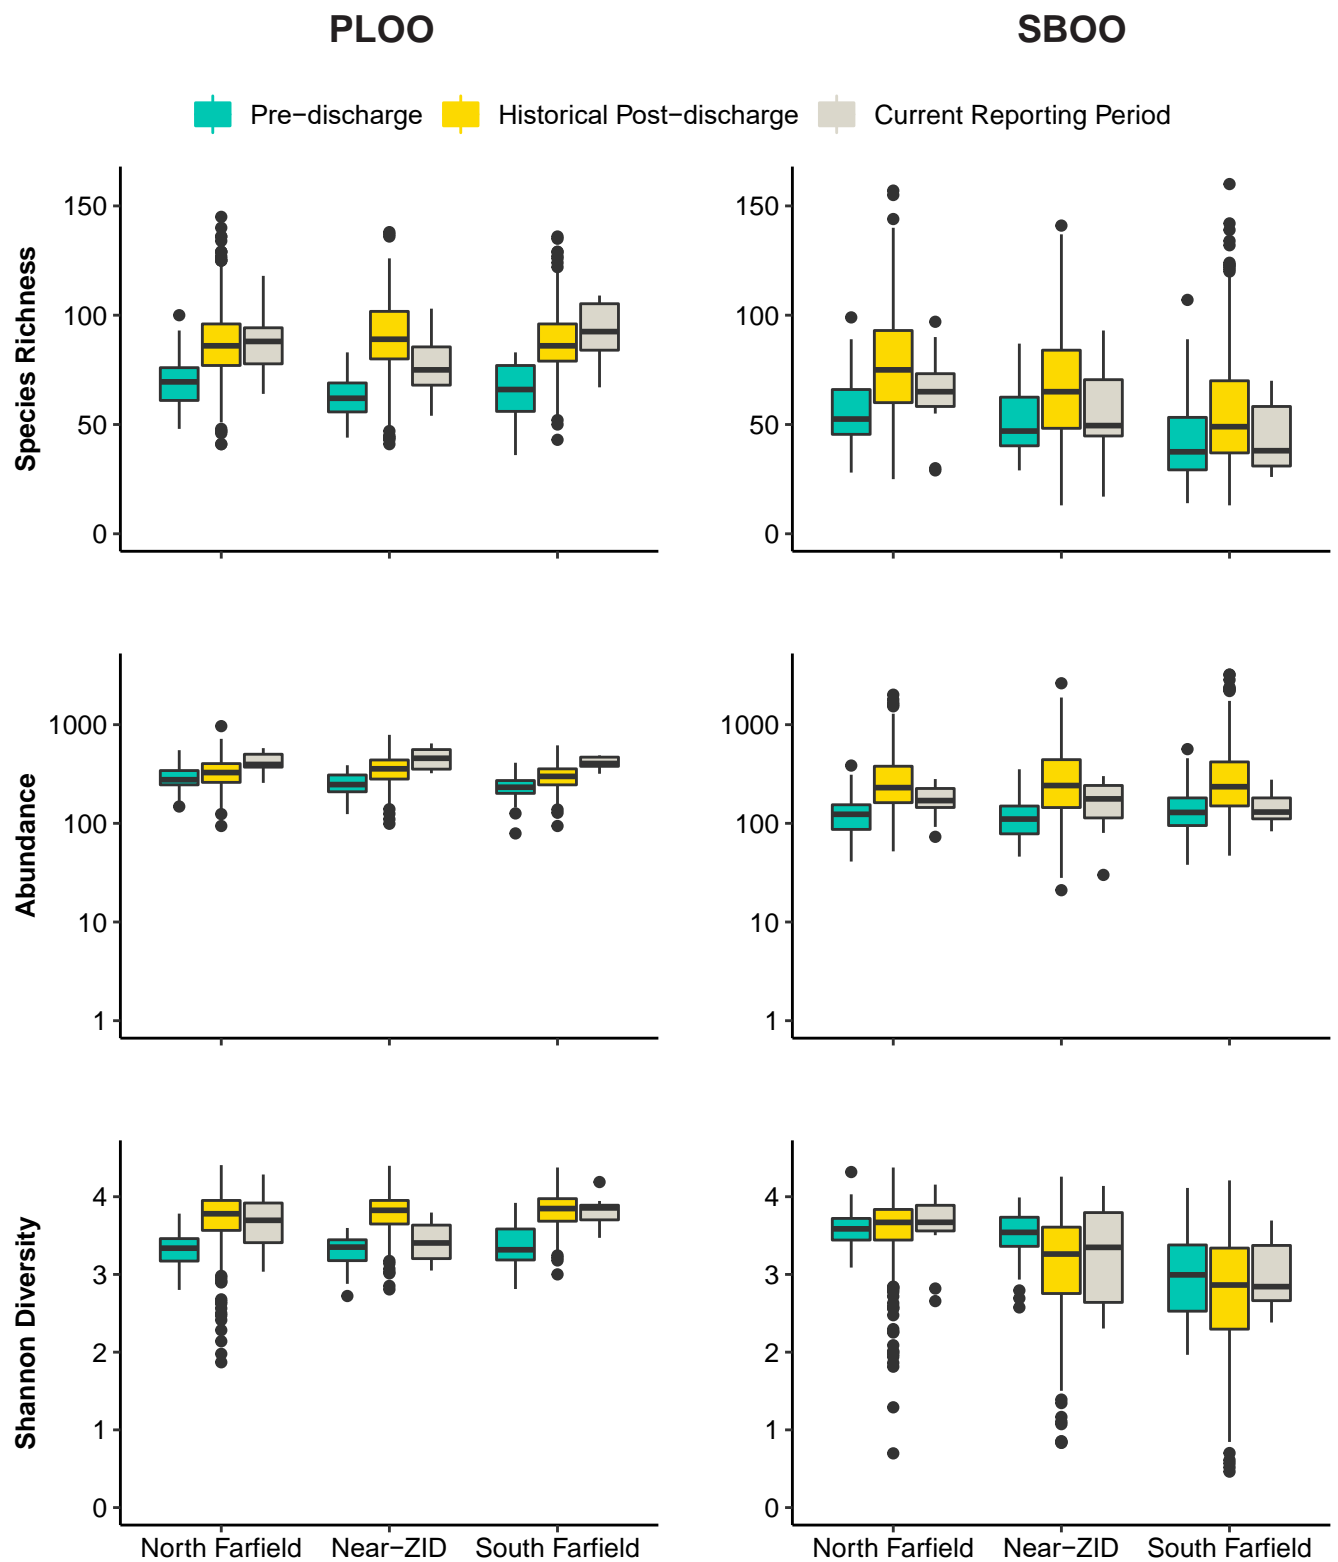 PLOO
SBOO
Pre−discharge
Historical Post−discharge
Current Reporting Period
Species Richness
150
100
50
0
150
100
50
0
Abundance
1000
100
10
1
1000
100
10
1
Shannon Diversity
4
3
2
1
0
4
3
2
1
0
North Farfield
Near−ZID
South Farfield
North Farfield
Near−ZID
South Farfield